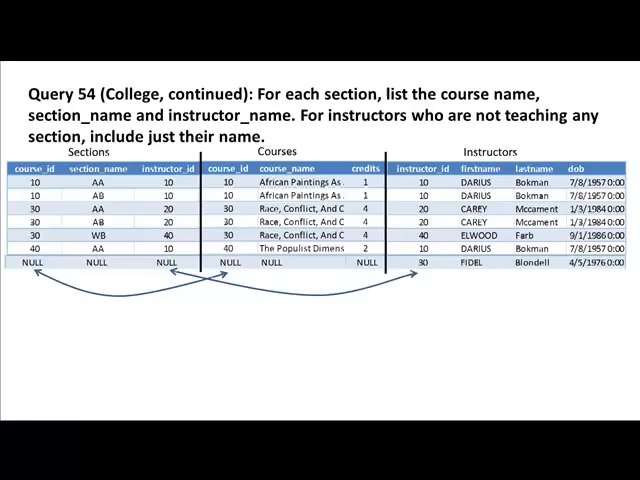 Query 54 (College, continued): For each section, list the course name,
section_name and instructor_name. For instructors who are not teaching any
section, include just their name.
Sections Courses Instructors
course_id section_name instructor_id course_id course_name credits instructor_id firstname lastname dob
10 AA 10 10 African Paintings As 1 10 DARIUS Bokman 7/8/1957 0:00
10 AB 10 10 African Paintings As 1 10 DARIUS Bokman 7/8/1957 0:00
30 AA 20 30 Race, Conflict, And C 4 20 CAREY Mccament 1/3/1984 0:00
30 AB 20 30 Race, Conflict, And C 4 20 CAREY Mccament 1/3/1984 0:00
30 WB 40 30 Race, Conflict, And C 4 40 ELWOOD Farb 9/1/1986 0:00
40 AA 10 40 The Populist Dimens 2 10 DARIUS Bokman 7/8/1957 0:00
NULL NULL NULL NULL NULL NULL 30 FIDEL Blondell 4/5/1976 0:00